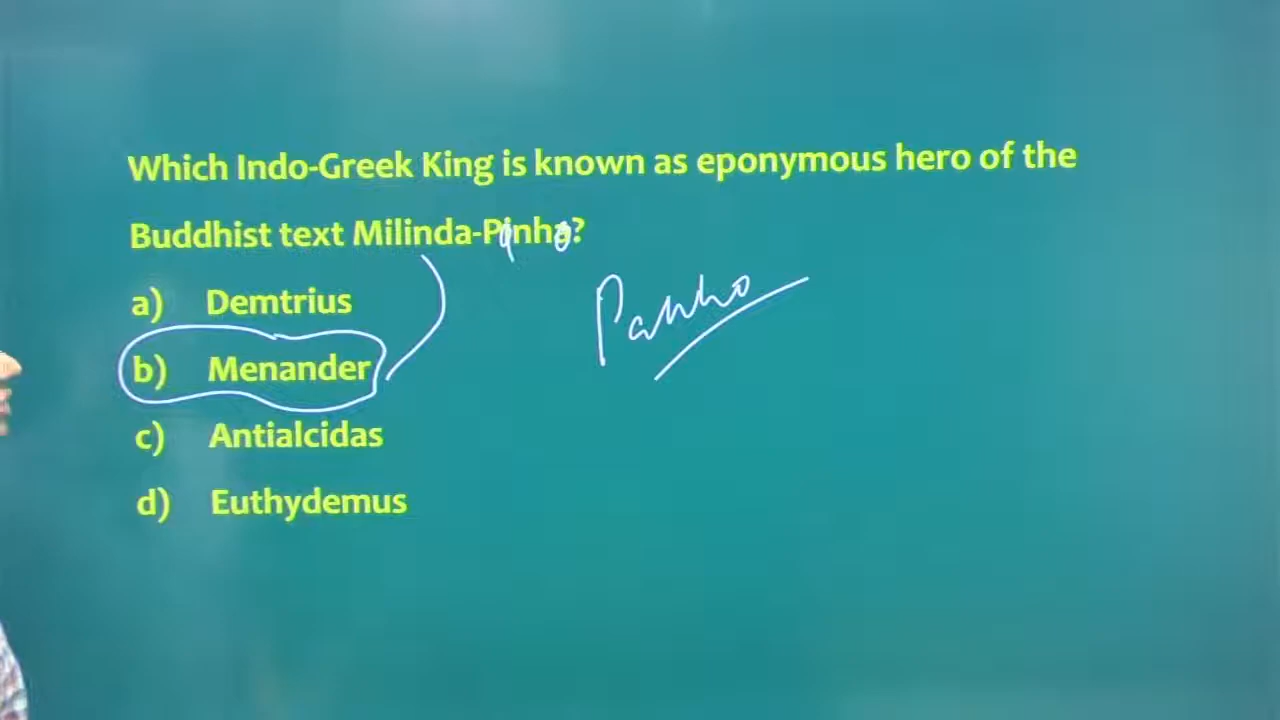 Which Indo-Greek King is known as eponymous hero of the
Buddhist text Milinda-Pinha?
a o
Panho
a) Demtrius
b) Menander
c) Antialcidas
d) Euthydemus